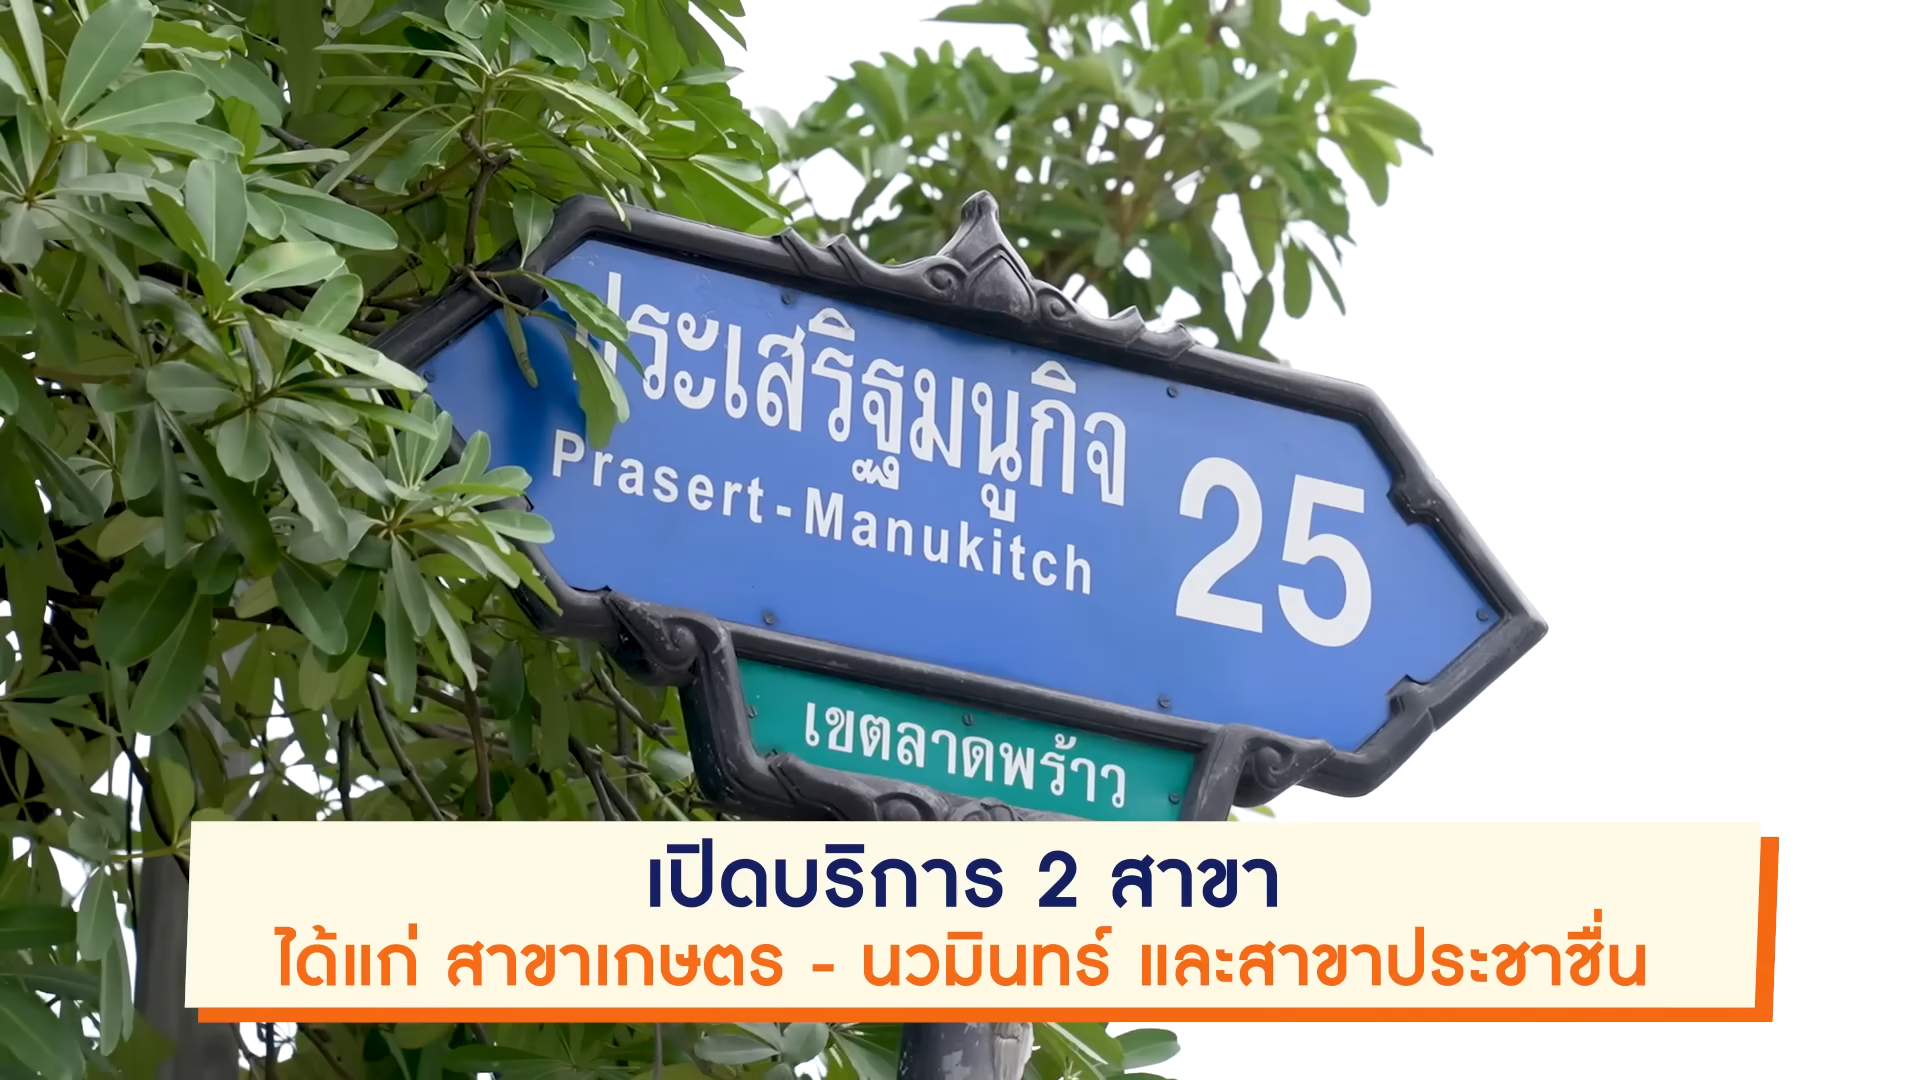 ประเสริฐมนูกิจ 25
Prasert-Manukitch
เขตลาดพร้าว
เปิดบริการ 2 สาขา
ได้แก่ สาขาเกษตร - นวมินทร์ และสาขาประชาชื่น